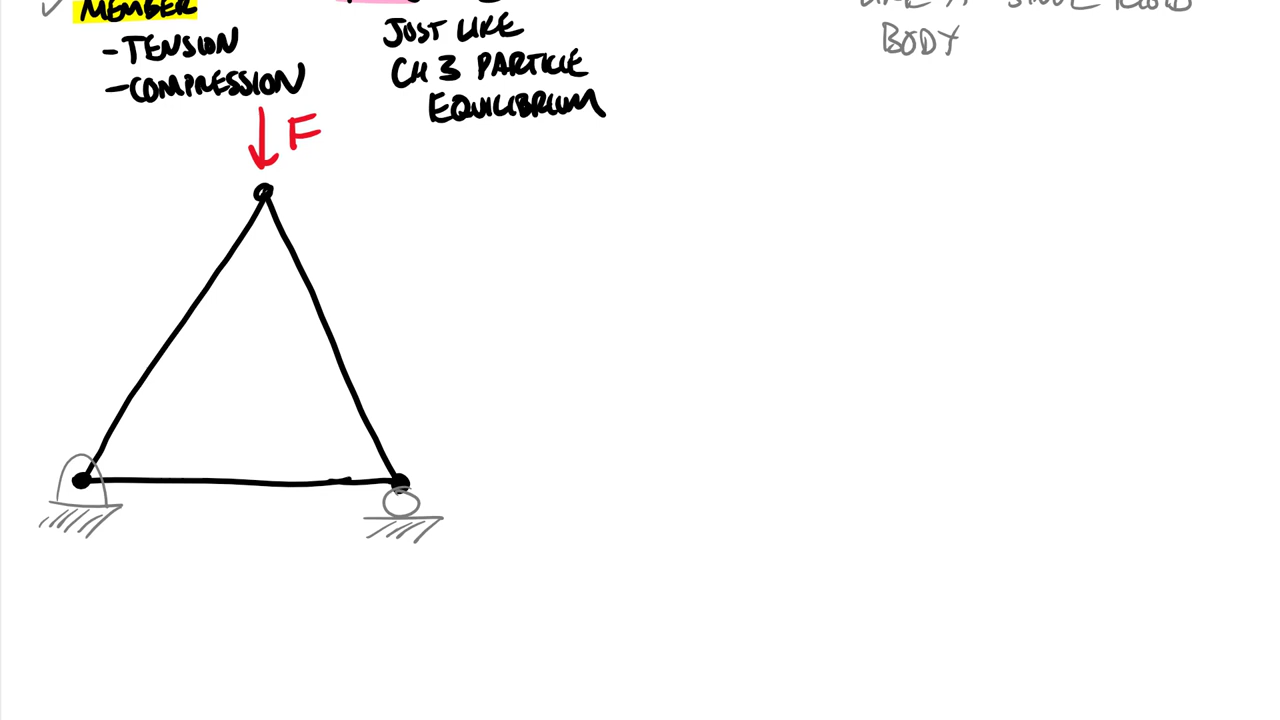 MEMBER
- TENSION
- COMPRESSION
JUST LIKE
CH 3 PARTICLE
EQUILIBRIUM
BODY
F